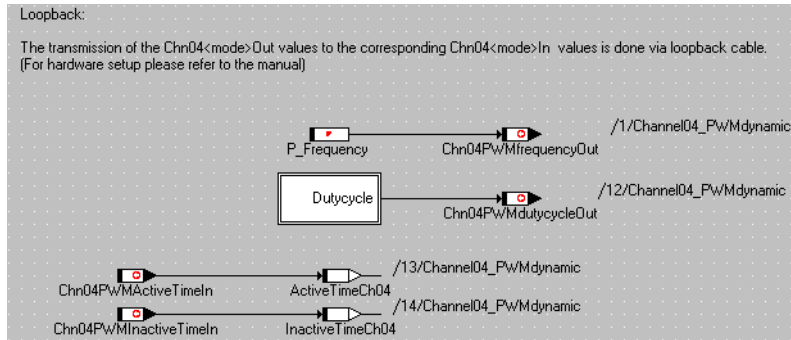 Loopback:
The transmission of the Chn04<mode>Out values to the corresponding Chn04<mode>In values is done via loopback cable.
(For hardware setup please refer to the manual)
/1/Channel04_PWMdynamic
P_Frequency
Chn04PWMfrequencyOut
Dutycycle
/12/Channel04_PWMdynamic
Chn04PWMdutycycleOut
/13/Channel04_PWMdynamic
Chn04PWMActiveTimeIn
ActiveTimeCh04
/14/Channel04_PWMdynamic
Chn04PWMInactiveTimeIn
InactiveTimeCh04